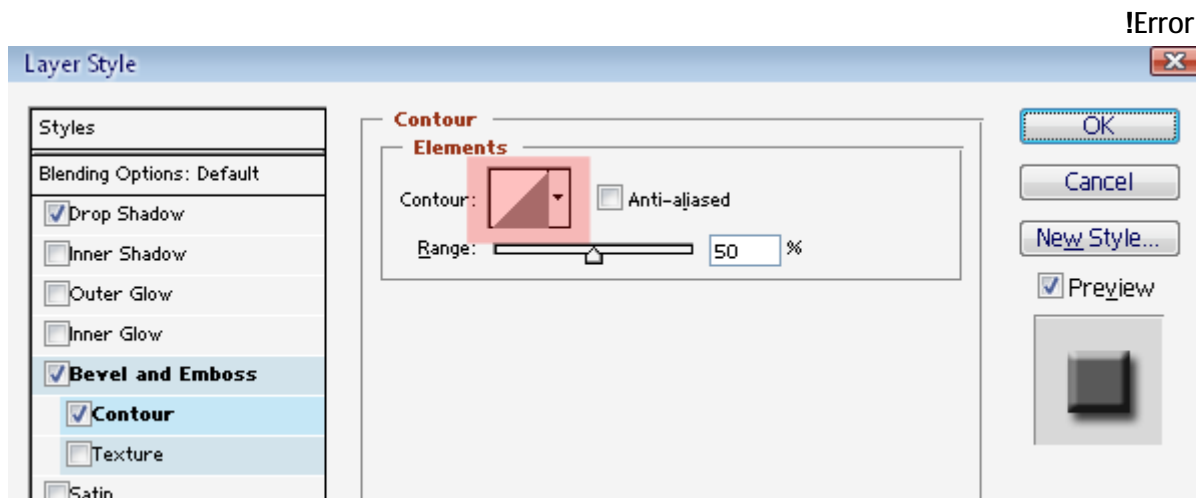 !Error
Layer Style
Styles
Blending Options: Default
Drop Shadow
Inner Shadow
Outer Glow
Inner Glow
Bevel and Emboss
Contour
Texture
Satin
Contour
Elements
Contour:
Anti-aliased
Range: 50 %
OK
Cancel
New Style...
Preview